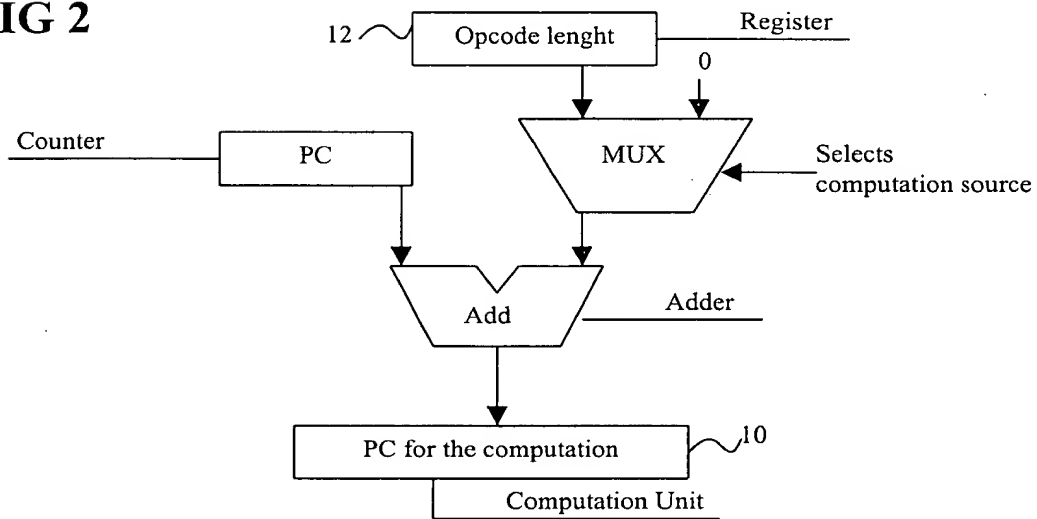 IG 2
12
Opcode lenght
Register
0
Counter
PC
MUX
Selects
computation source
Add
Adder
PC for the computation
10
Computation Unit